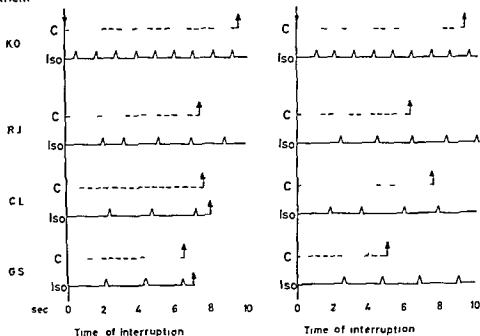 C C
KO
Iso Iso
C C
RJ
Iso Iso
C C
CL
Iso Iso
C C
GS
Iso Iso
sec 0 2 4 6 8 10 0 2 4 6 8 10
Time of interruption Time of interruption